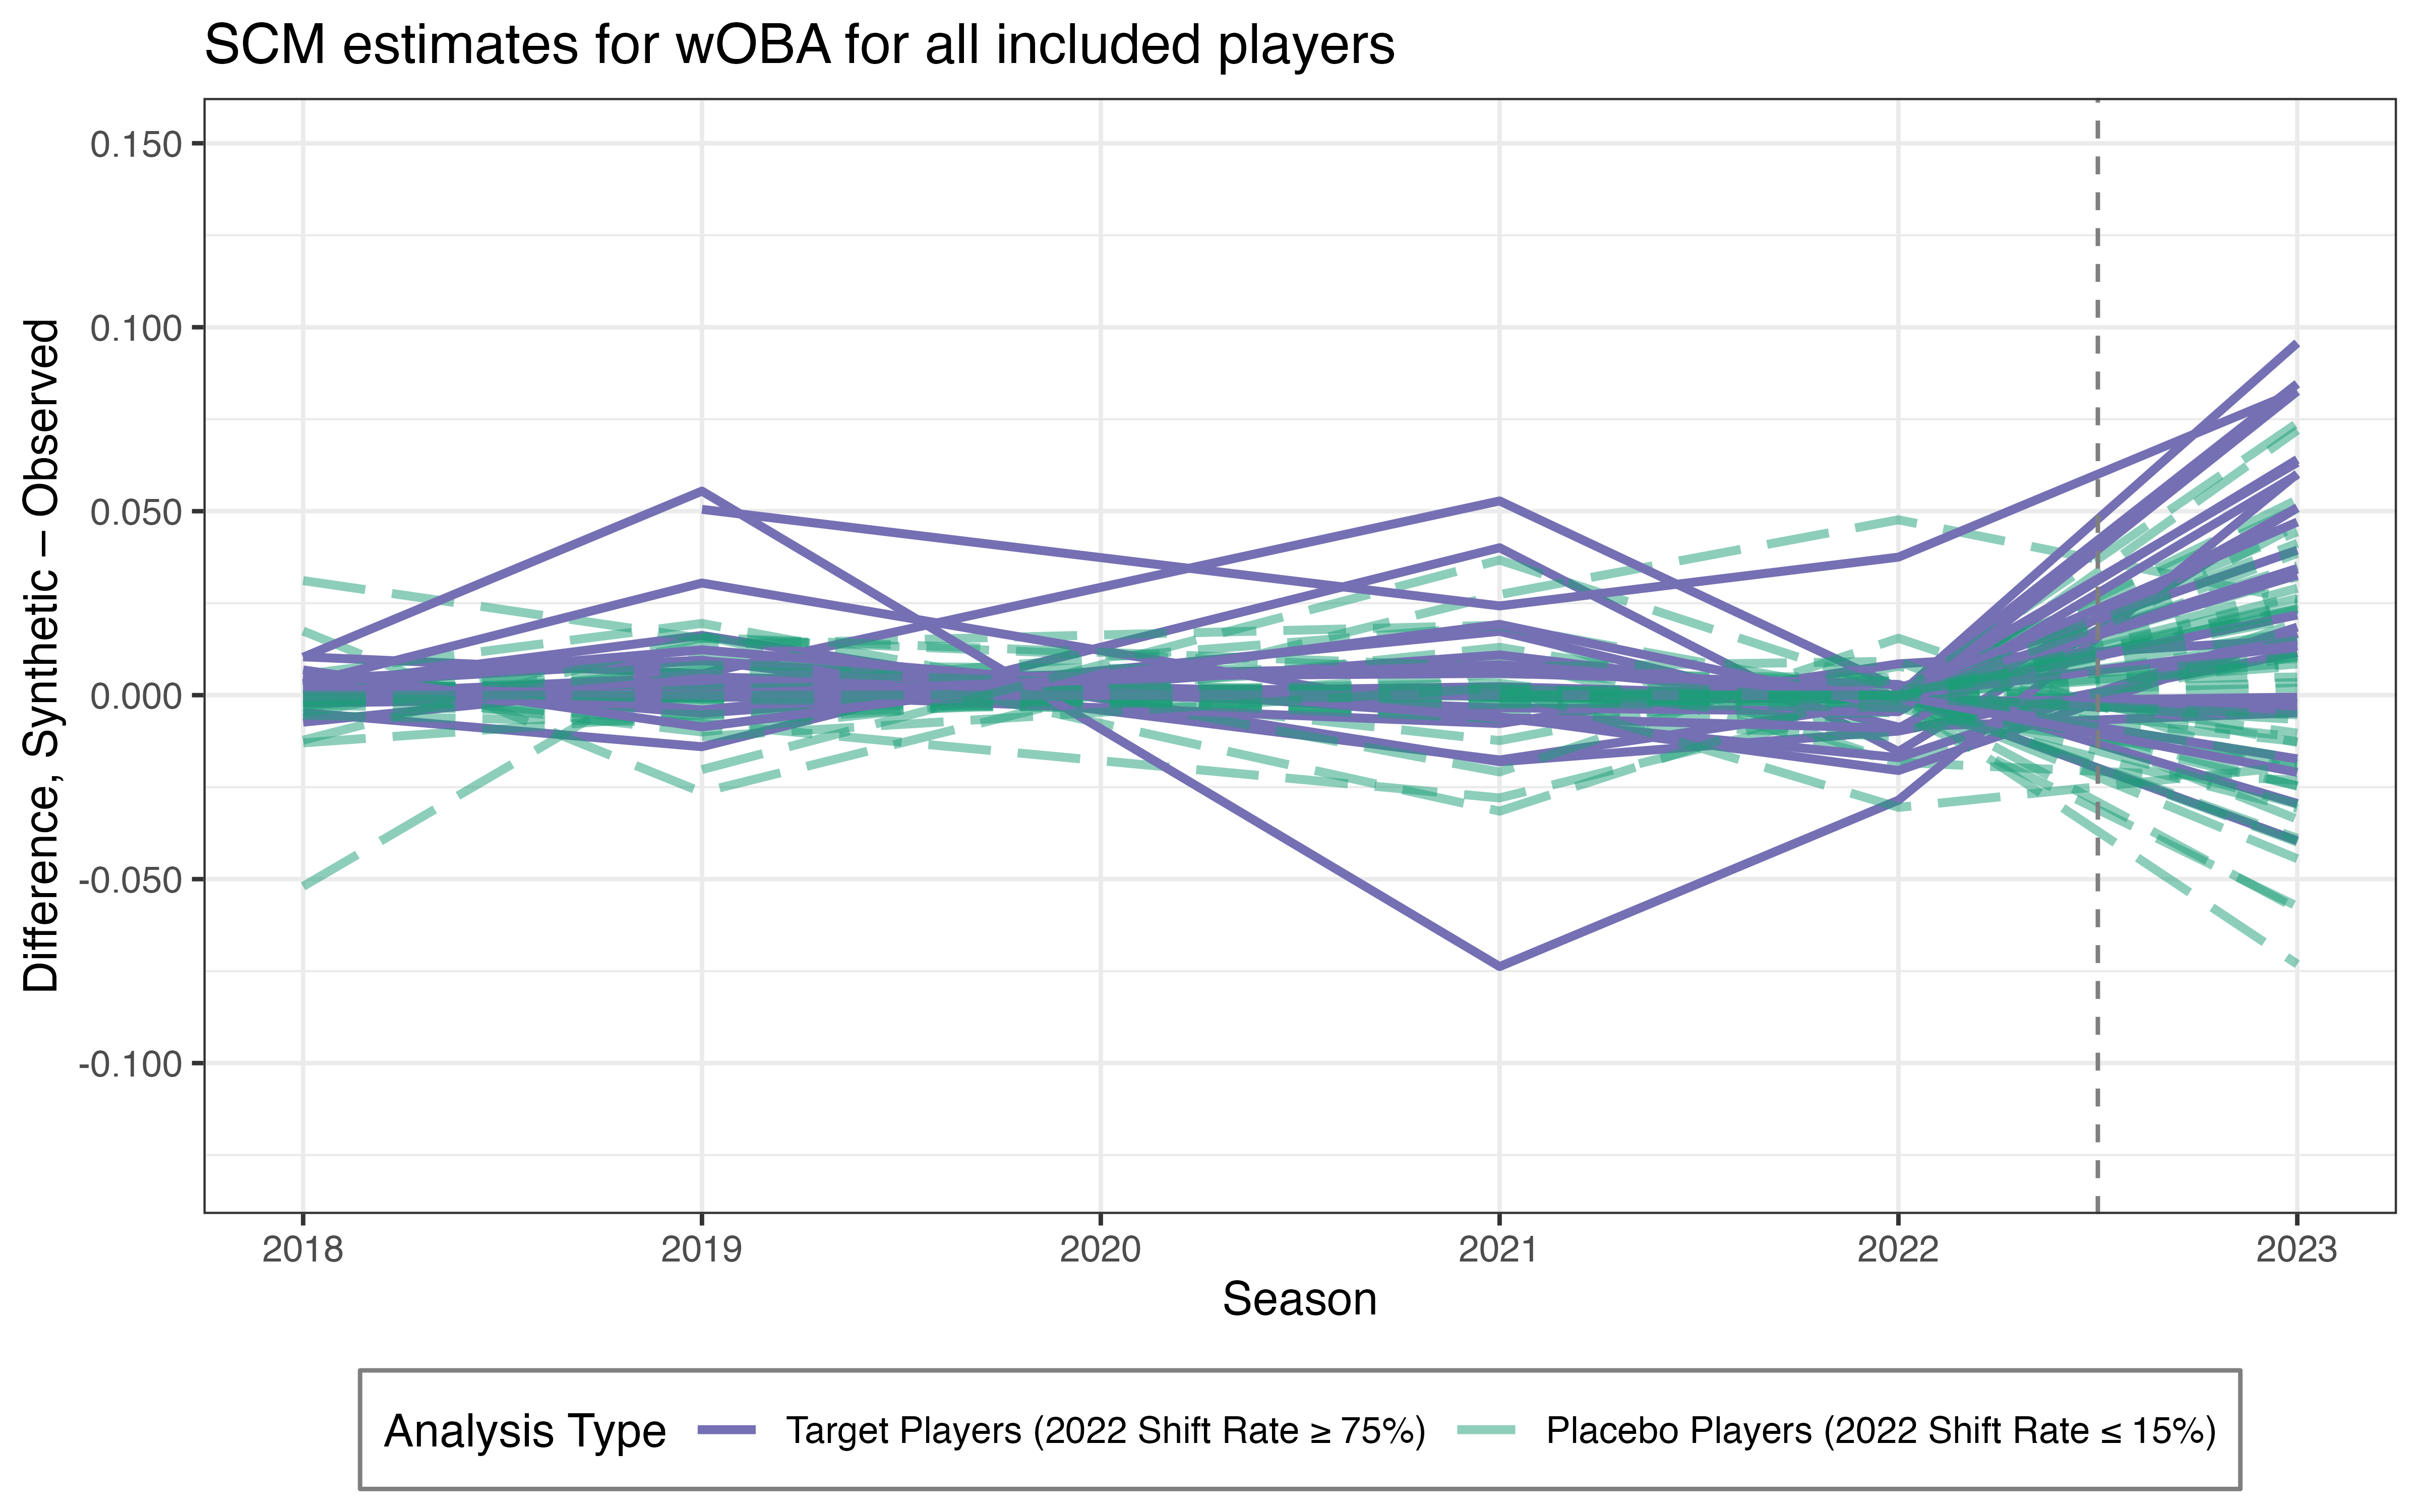 SCM estimates for wOBA for all included players
Difference, Synthetic – Observed
0.150
0.100
0.050
0.000
-0.050
-0.100
2018 2019 2020 2021 2022 2023
Season
Analysis Type Target Players (2022 Shift Rate ≥ 75%) Placebo Players (2022 Shift Rate ≤ 15%)